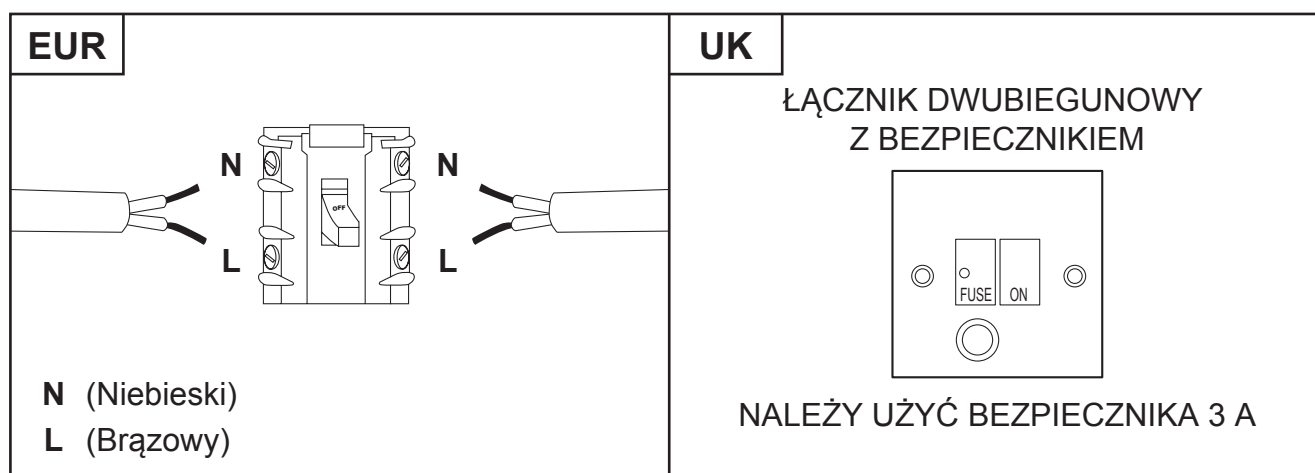 EUR
N
N
OFF
L
L
N (Niebieski)
L (Brązowy)
UK
ŁĄCZNIK DWUBIEGUNOWY
Z BEZPIECZNIKIEM
FUSE ON
NALEŻY UŻYĆ BEZPIECZNIKA 3 A